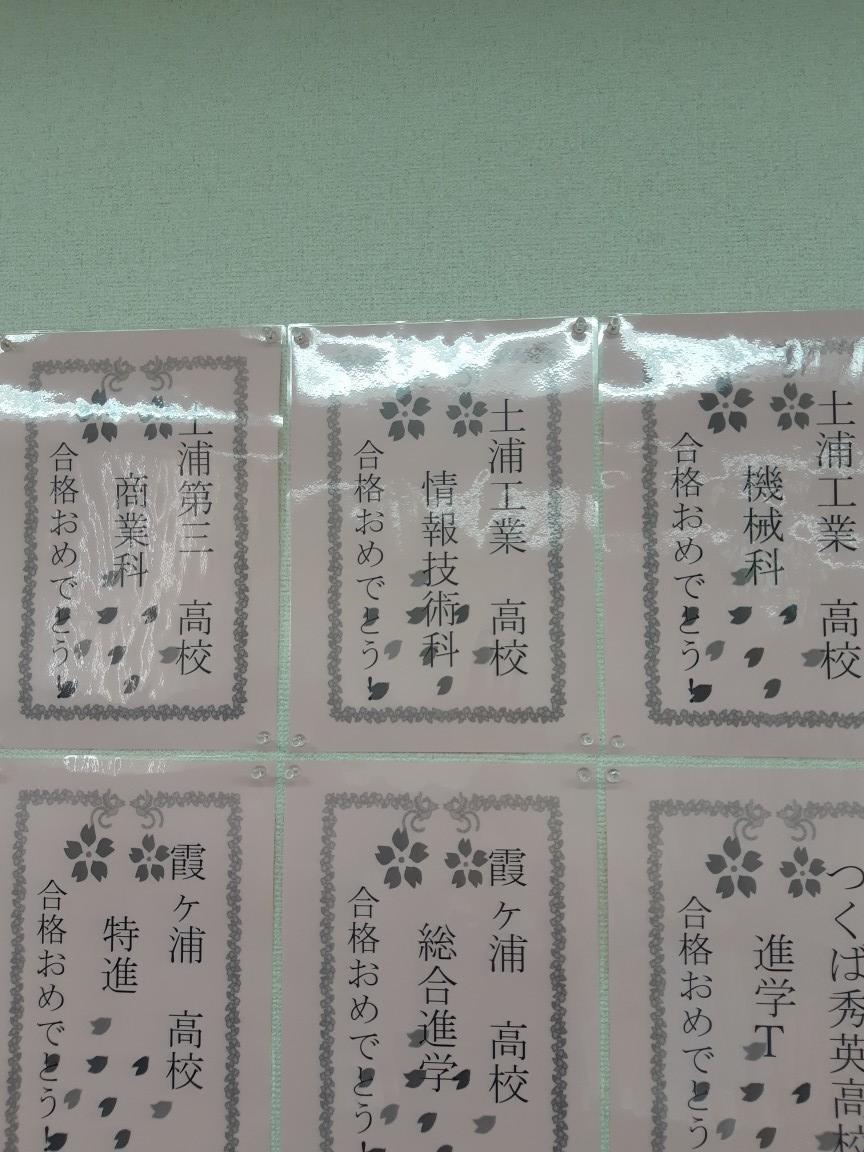 土浦第三 高校
商業科
合格おめでとう!
土浦工業 高校
情報技術科
合格おめでとう!
土浦工業 高校
機械科
合格おめでとう!
霞ヶ浦 高校
特進
合格おめでとう!
霞ヶ浦 高校
総合進学
合格おめでとう!
つくば秀英高校
進学T
合格おめでとう